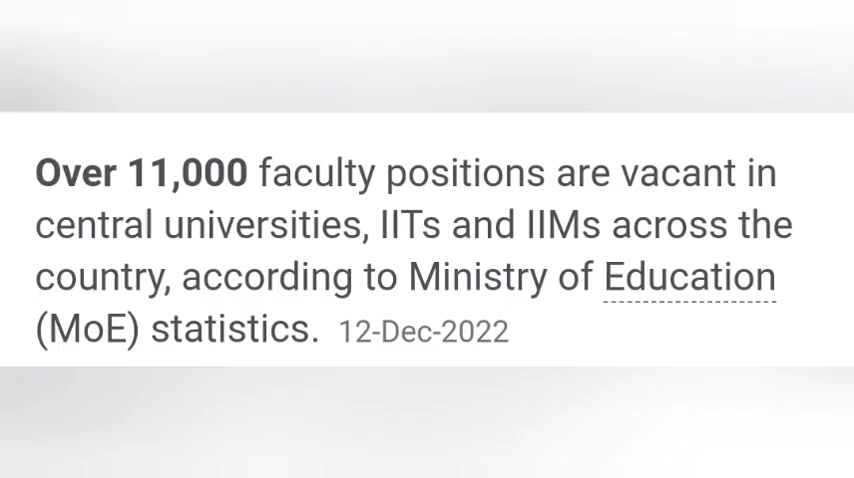 Over 11,000 faculty positions are vacant in
central universities, IITs and IIMs across the
country, according to Ministry of Education
(MoE) statistics. 12-Dec-2022